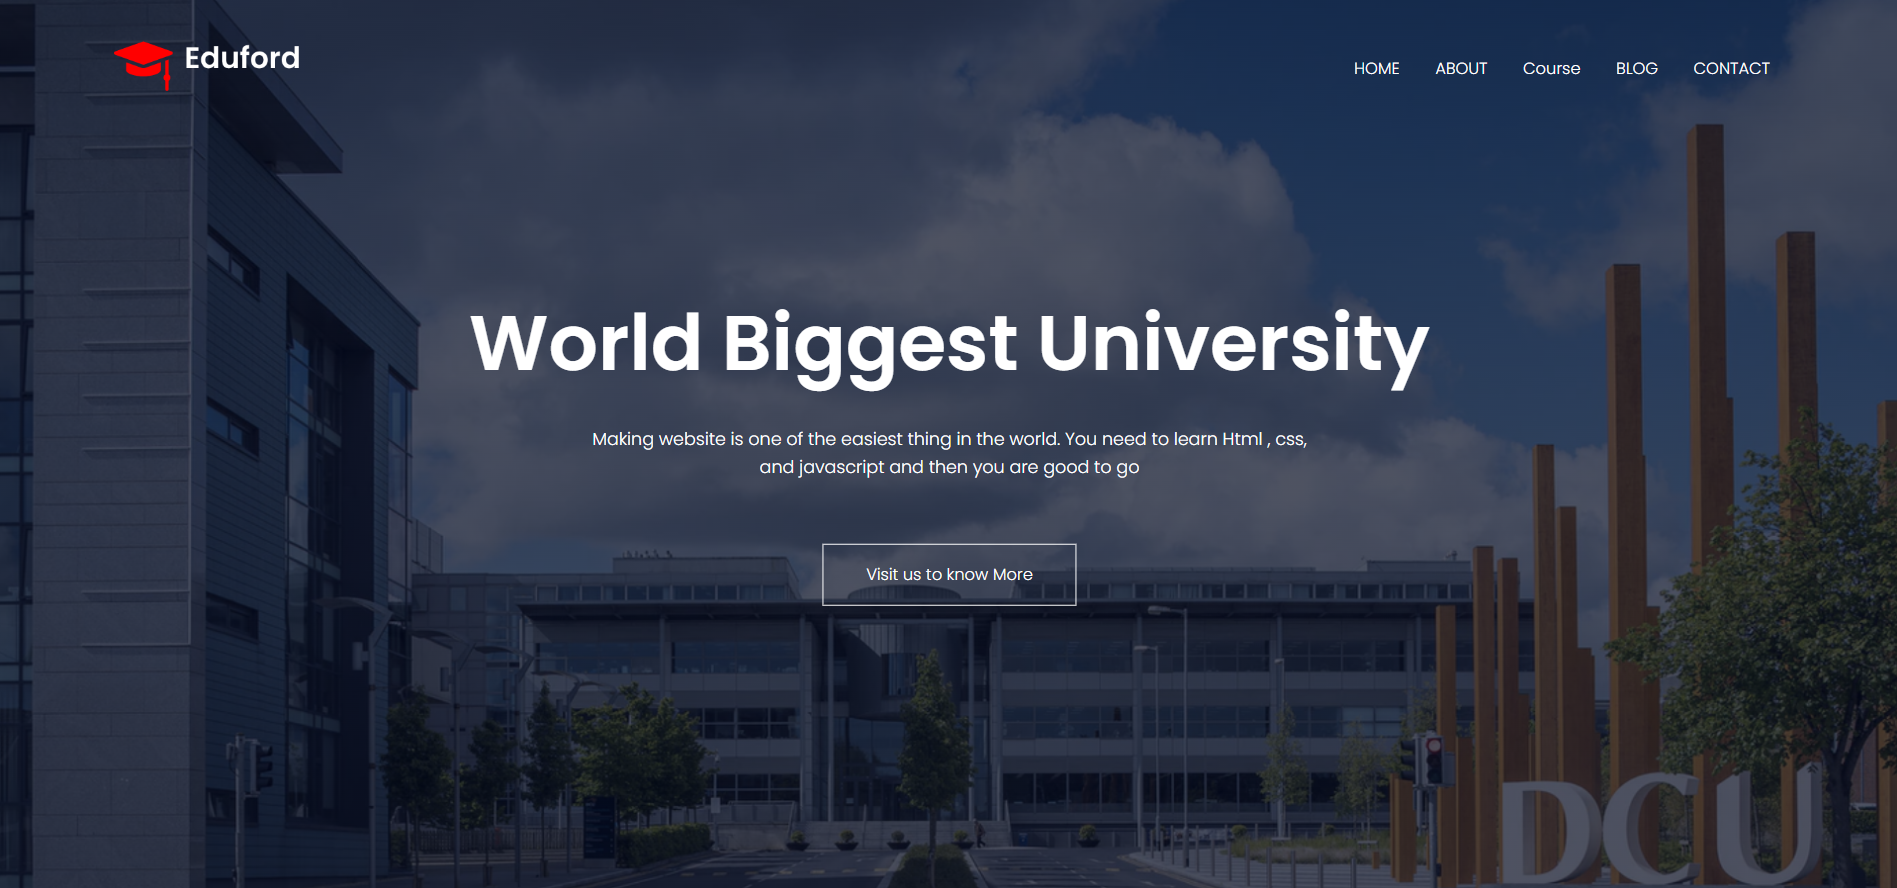 Eduford
HOME ABOUT Course BLOG CONTACT
World Biggest University
Making website is one of the easiest thing in the world. You need to learn Html , css,
and javascript and then you are good to go
Visit us to know More
DCU